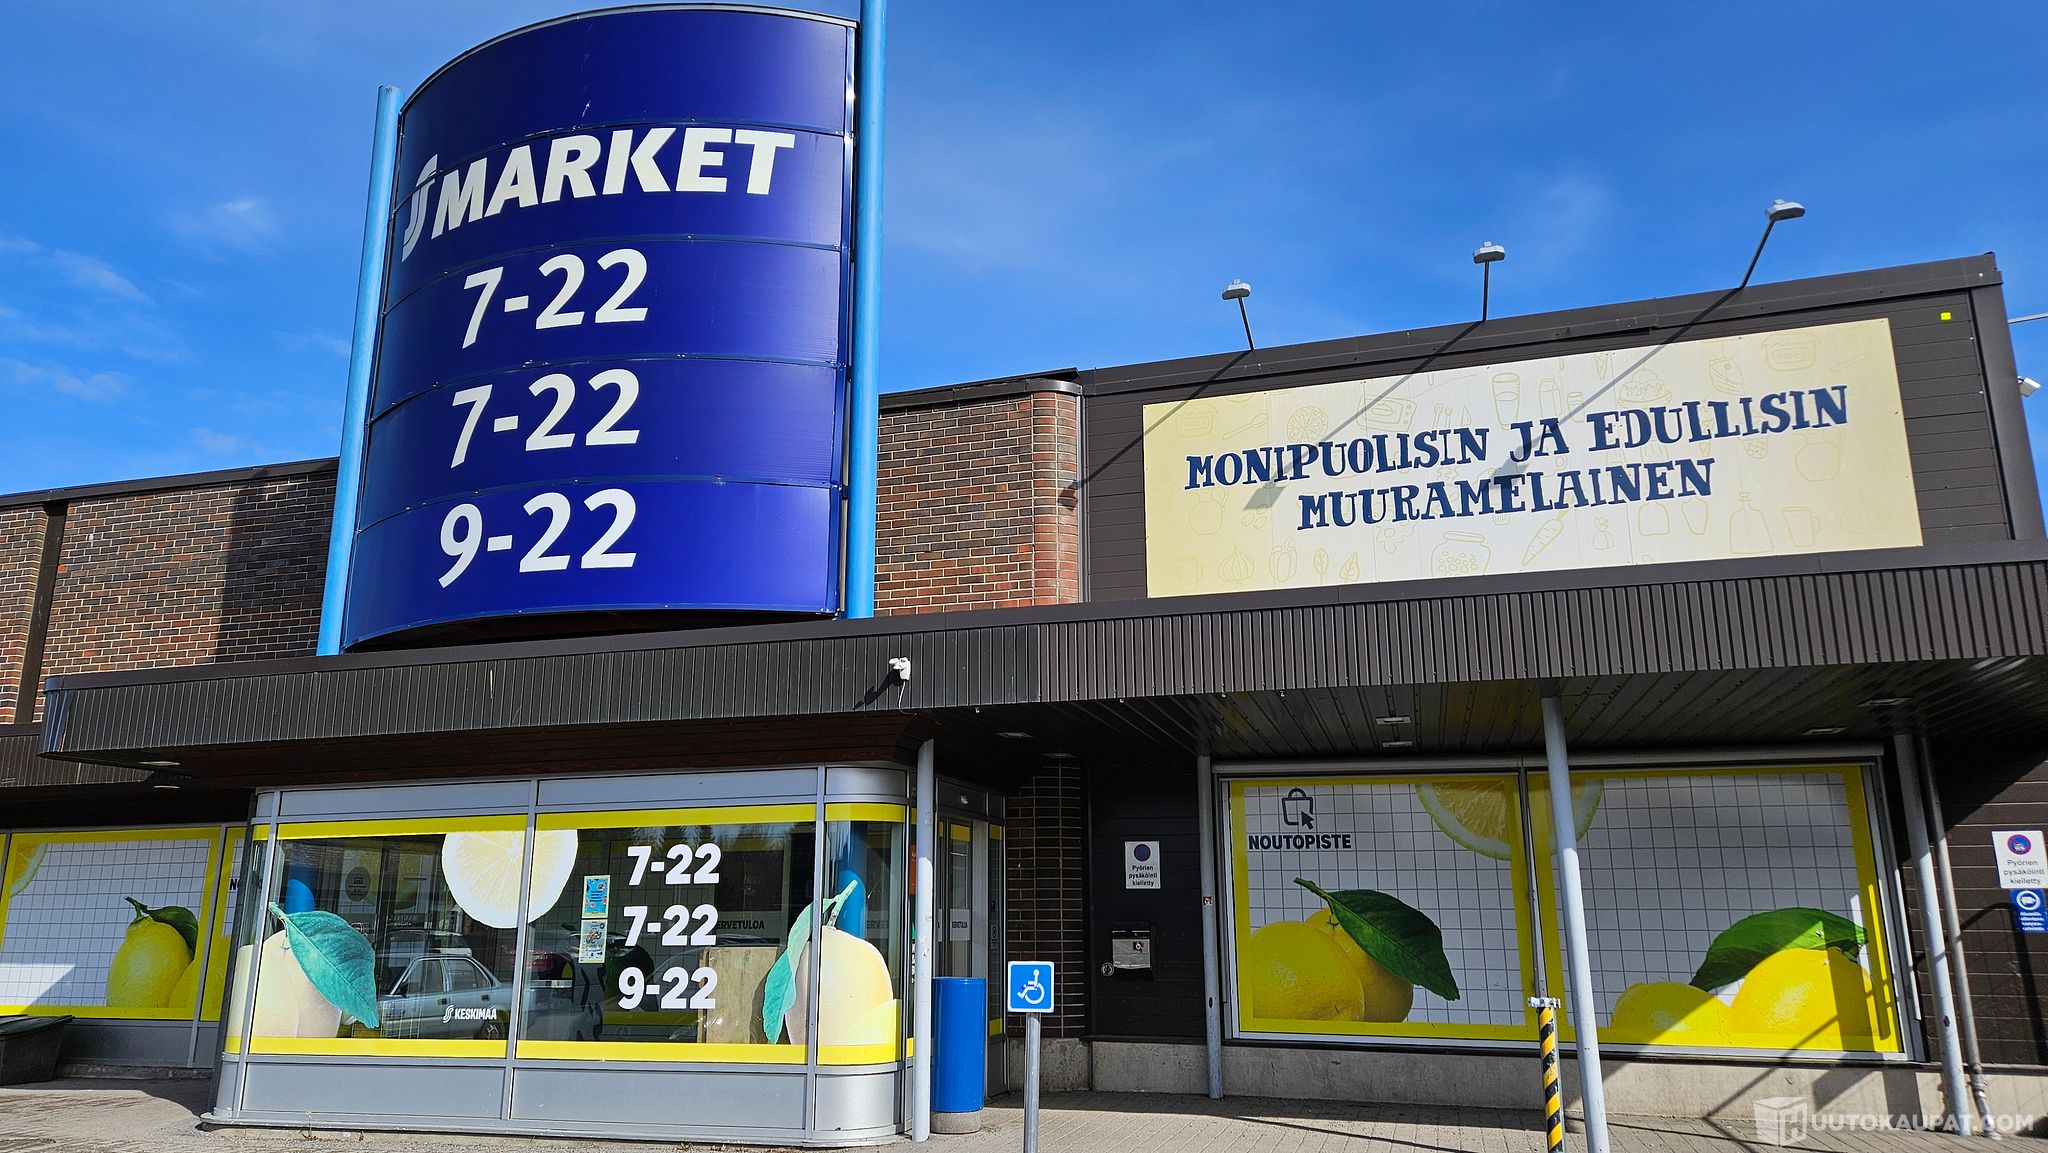 S MARKET
7-22
7-22
9-22
MONIPUOLISIN JA EDULLISIN
MUURAMELAINEN
NOUTOPISTE
7-22
7-22
9-22
TERVETULOA
KESKIMAA
Pyörien
pysäköinti
kielletty
Pyörien
pysäköinti
kielletty
HUUTOKAUPAT.COM